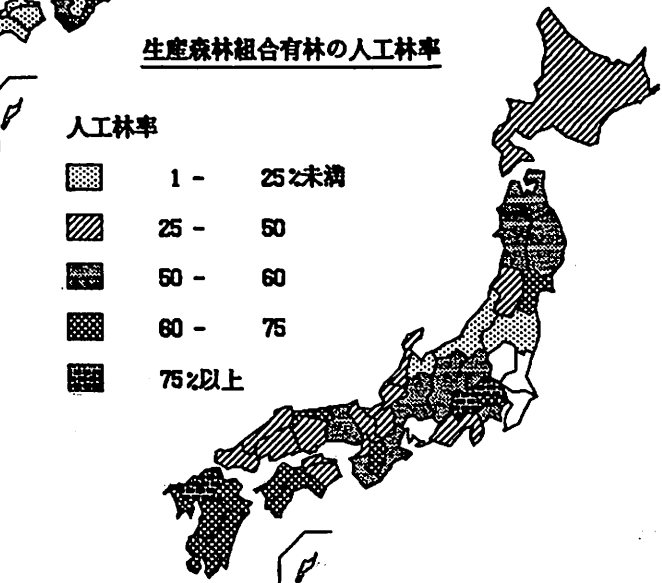 生産森林組合有林の人工林率
人工林率
1 - 25%未満
25 - 50
50 - 60
60 - 75
75%以上